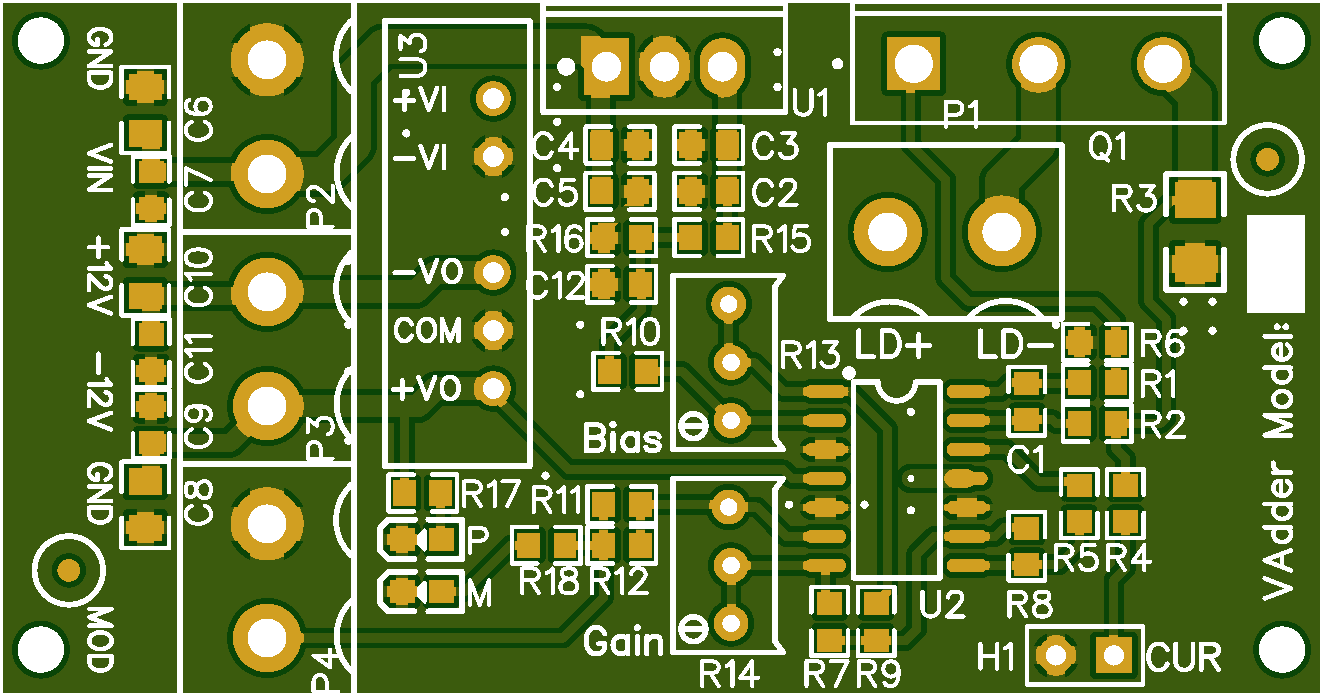 GND
VIN
+12V
-12V
GND
MOD
C6
C7
C10
C11
C9
C8
P2
P3
P4
U3
+VI
-VI
-VO
COM
+VO
U1
P1
Q1
C4
C3
C5
C2
R16
R15
C12
R10
R13
R3
LD+
LD-
R6
R1
R2
C1
Bias
R17
P
M
R11
R18
R12
Gain
R14
R5
R4
R8
U2
R7
R9
H1
CUR
VAdder Model: